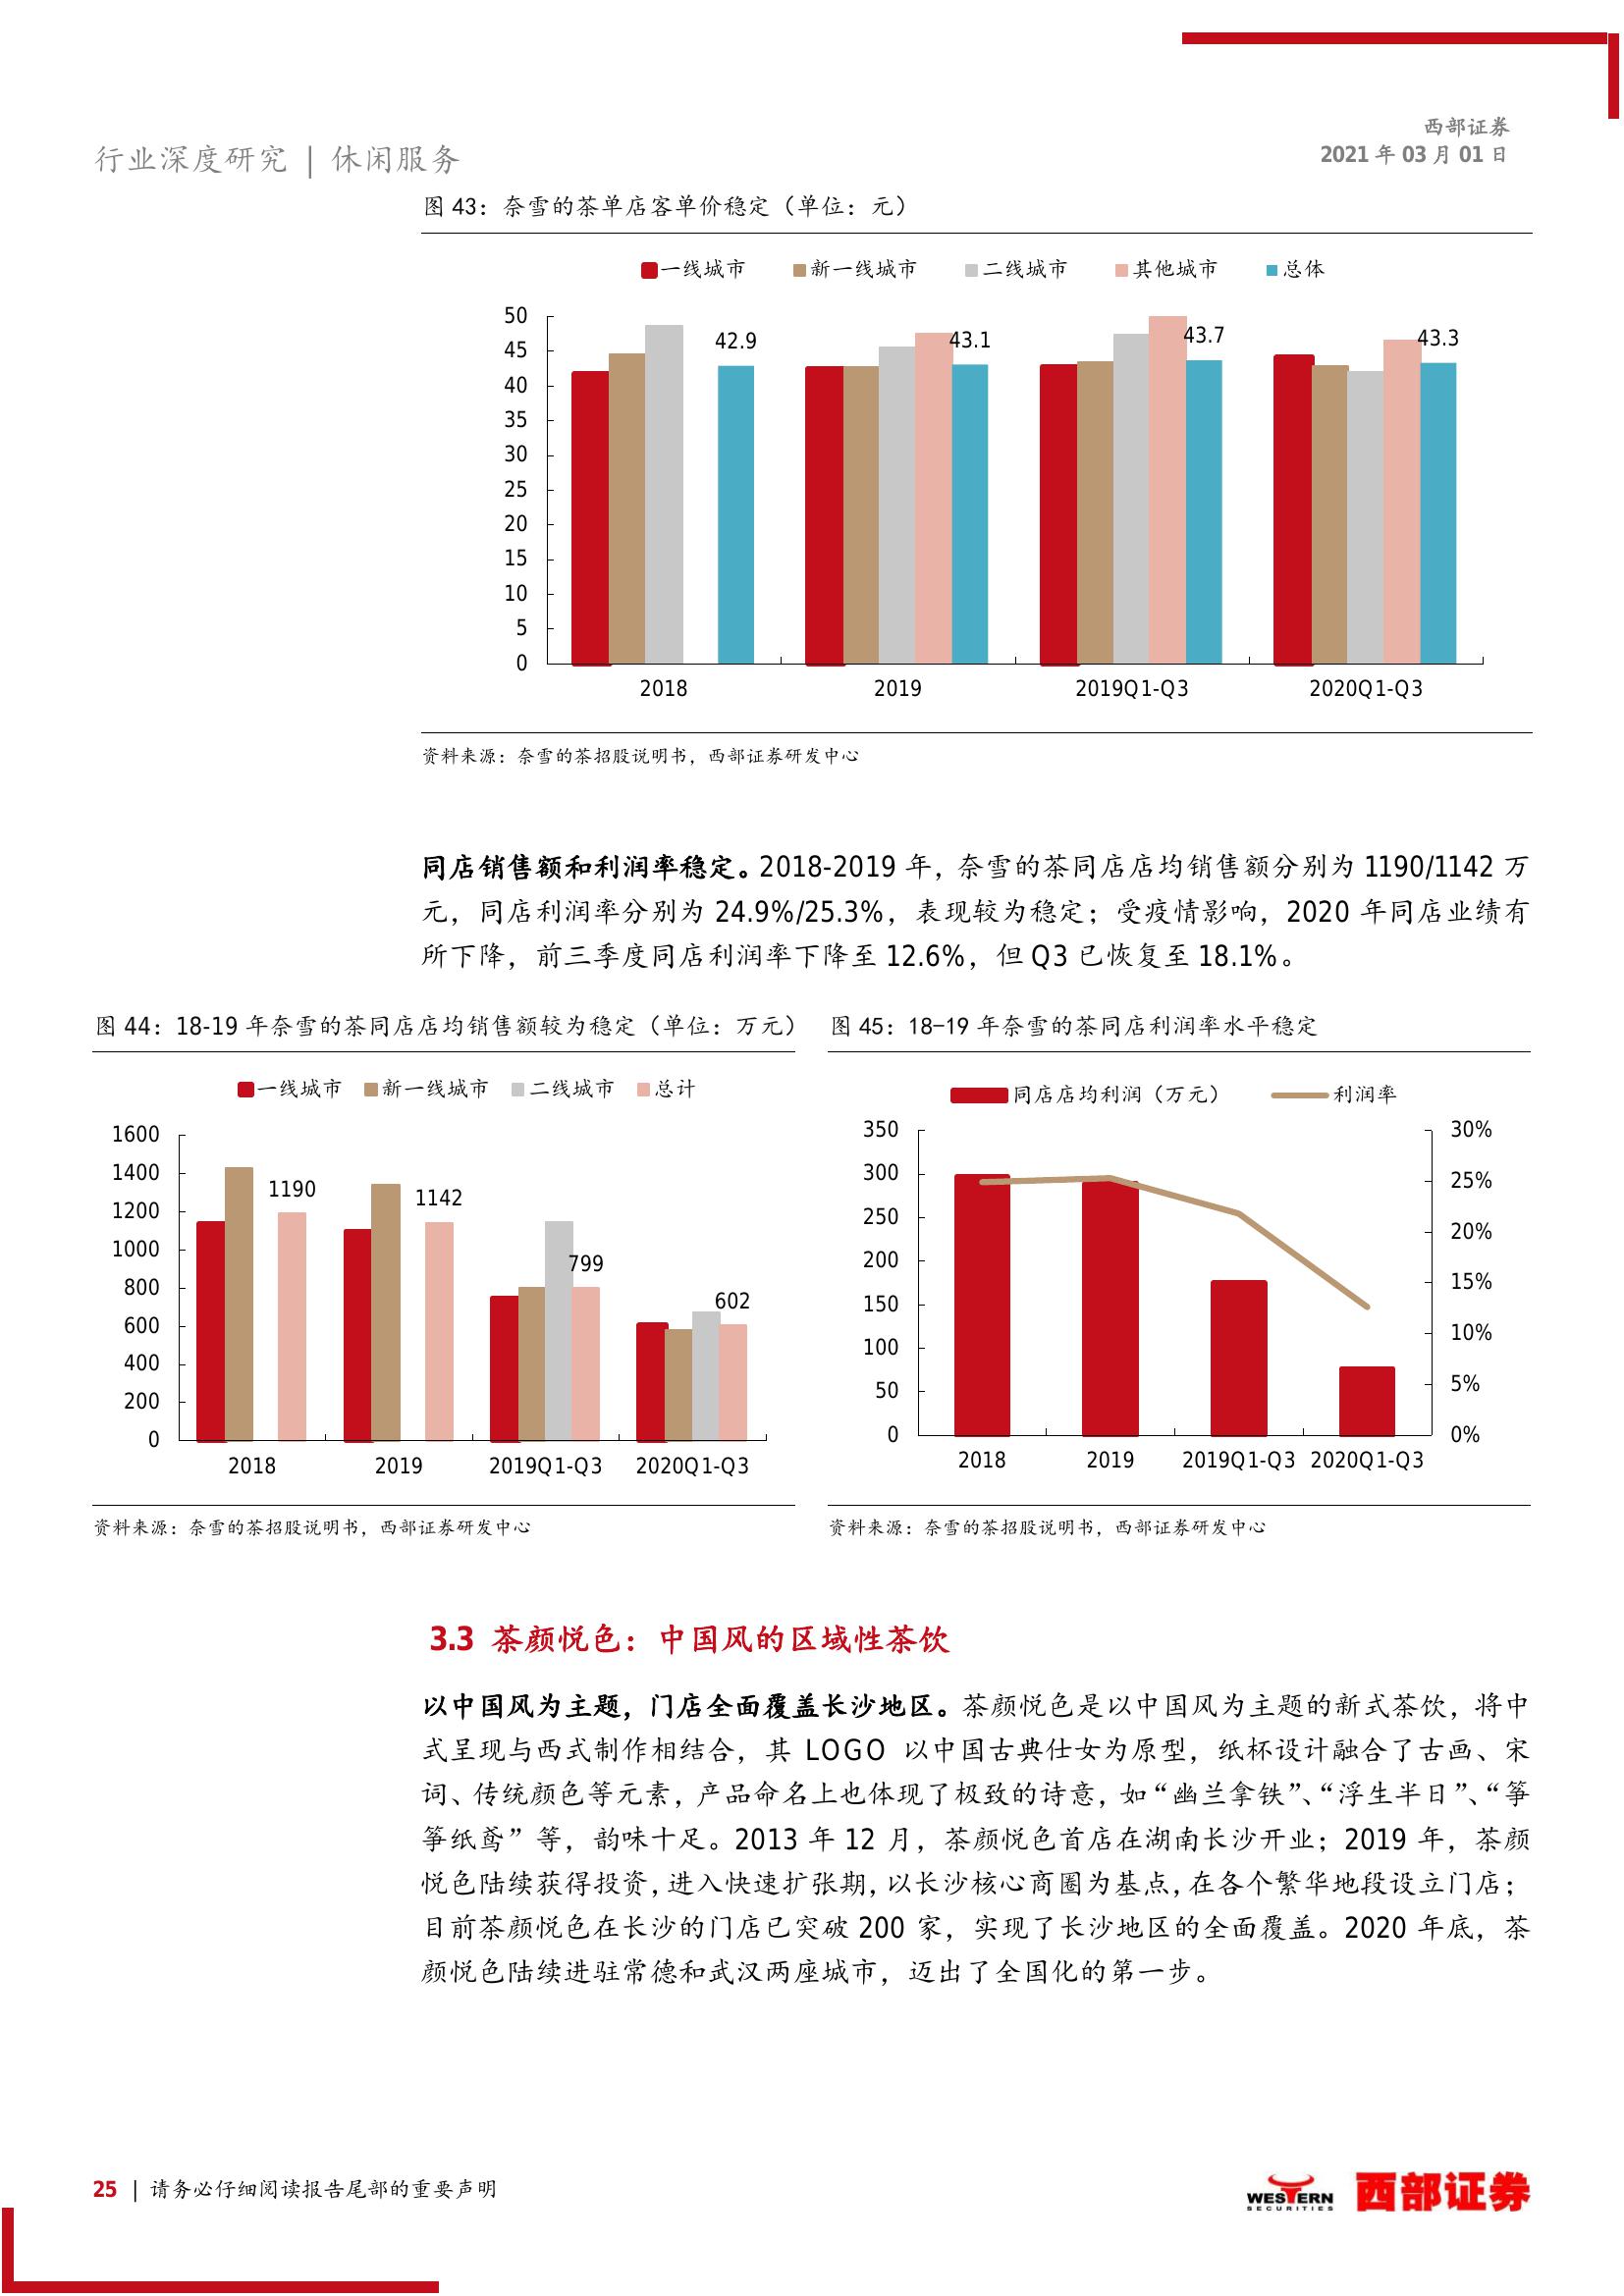 西部证券
2021 年 03 月 01 日
行业深度研究 | 休闲服务
图 43：奈雪的茶单店客单价稳定（单位：元）
一线城市 新一线城市 二线城市 其他城市 总体
50
45
40
35
30
25
20
15
10
5
0
42.9
43.1
43.7
43.3
2018 2019 2019Q1-Q3 2020Q1-Q3
资料来源：奈雪的茶招股说明书，西部证券研发中心
同店销售额和利润率稳定。2018-2019 年，奈雪的茶同店店均销售额分别为 1190/1142 万
元，同店利润率分别为 24.9%/25.3%，表现较为稳定；受疫情影响，2020 年同店业绩有
所下降，前三季度同店利润率下降至 12.6%，但 Q3 已恢复至 18.1%。
图 44：18-19 年奈雪的茶同店店均销售额较为稳定（单位：万元）
一线城市 新一线城市 二线城市 总计
1600
1400
1200
1000
800
600
400
200
0
1190
1142
799
602
2018 2019 2019Q1-Q3 2020Q1-Q3
资料来源：奈雪的茶招股说明书，西部证券研发中心
图 45：18-19 年奈雪的茶同店利润率水平稳定
同店店均利润（万元） 利润率
350
300
250
200
150
100
50
0
30%
25%
20%
15%
10%
5%
0%
2018 2019 2019Q1-Q3 2020Q1-Q3
资料来源：奈雪的茶招股说明书，西部证券研发中心
3.3 茶颜悦色：中国风的区域性茶饮
以中国风为主题，门店全面覆盖长沙地区。茶颜悦色是以中国风为主题的新式茶饮，将中
式呈现与西式制作相结合，其 LOGO 以中国古典仕女为原型，纸杯设计融合了古画、宋
词、传统颜色等元素，产品命名上也体现了极致的诗意，如“幽兰拿铁”、“浮生半日”、“筝
筝纸鸢”等，韵味十足。2013 年 12 月，茶颜悦色首店在湖南长沙开业；2019 年，茶颜
悦色陆续获得投资，进入快速扩张期，以长沙核心商圈为基点，在各个繁华地段设立门店；
目前茶颜悦色在长沙的门店已突破 200 家，实现了长沙地区的全面覆盖。2020 年底，茶
颜悦色陆续进驻常德和武汉两座城市，迈出了全国化的第一步。
25 | 请务必仔细阅读报告尾部的重要声明
WESTERN
SECURITIES
西部证券